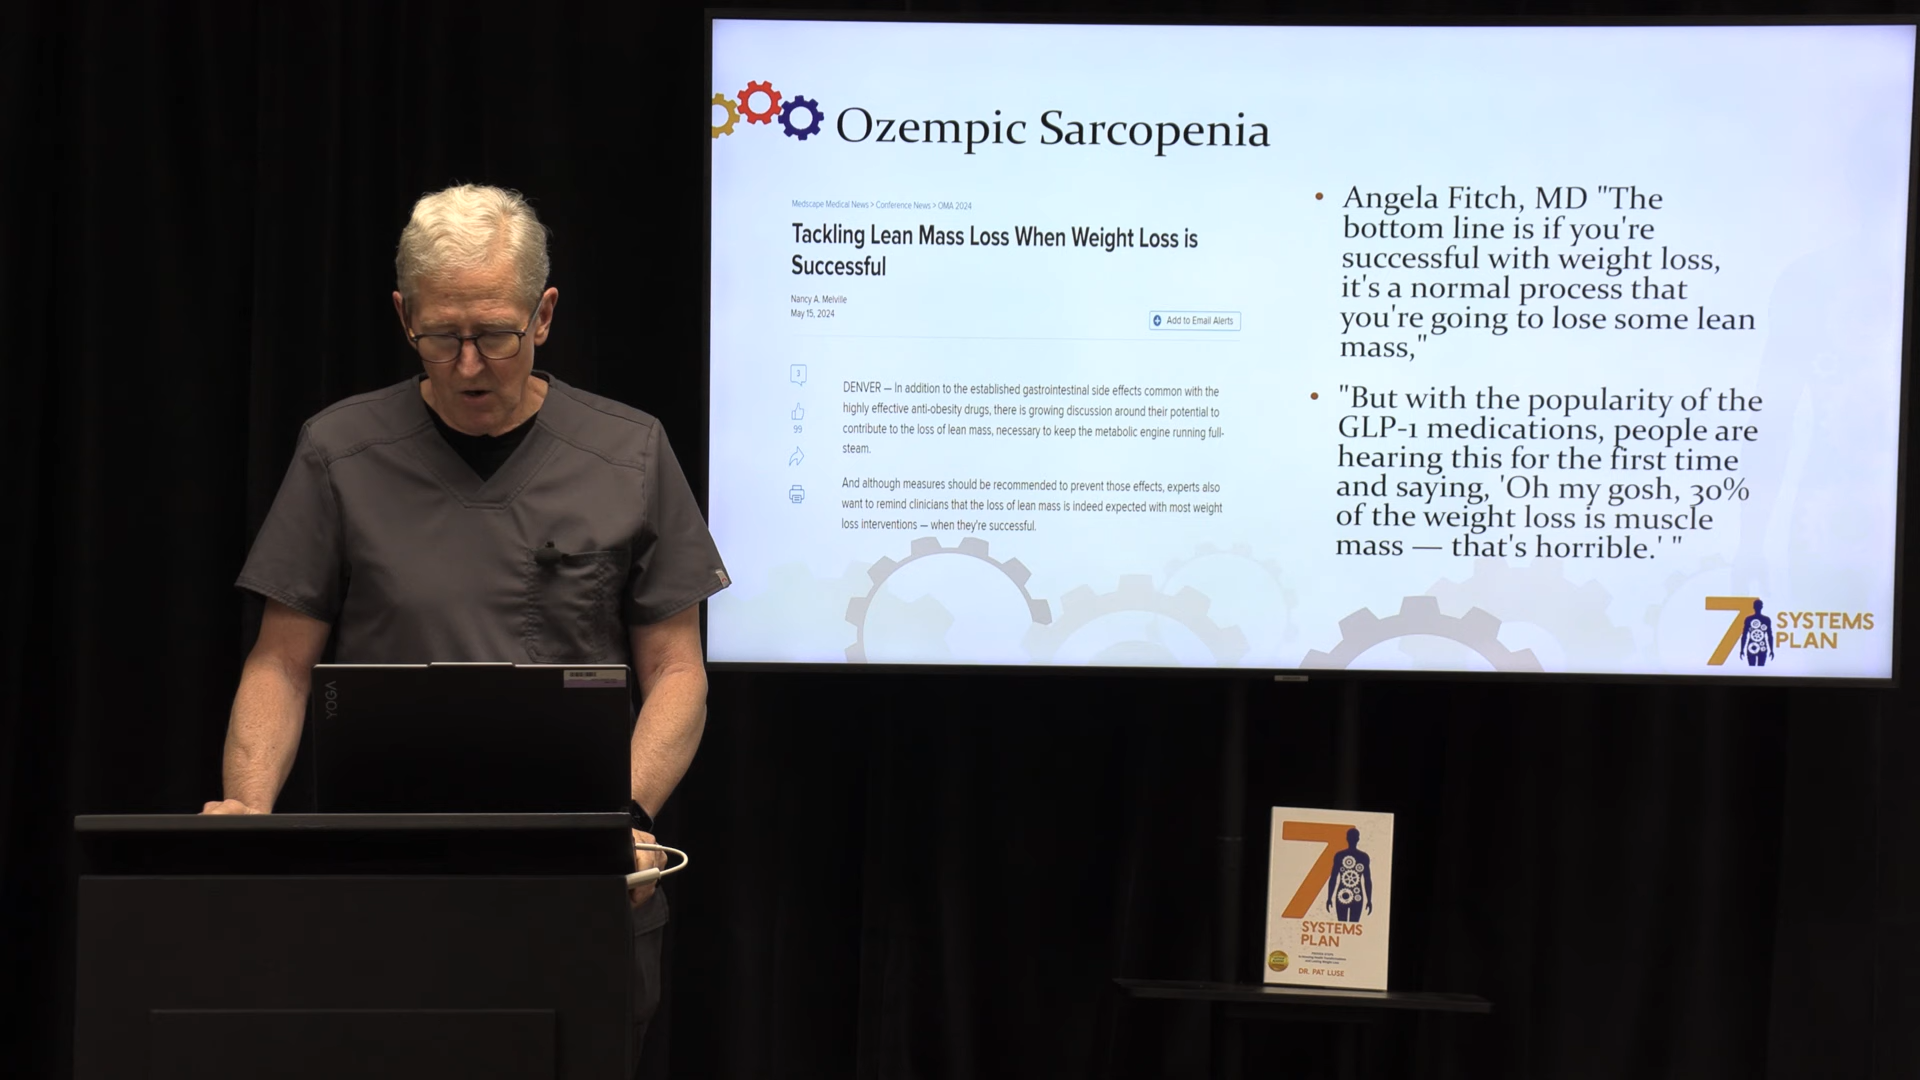 Ozempic Sarcopenia
Medscape Medical News > Conference News > OMA 2024
Tackling Lean Mass Loss When Weight Loss is
Successful
Nancy A. Melville
May 15, 2024
Add to Email Alerts
3
99
DENVER — In addition to the established gastrointestinal side effects common with the
highly effective anti-obesity drugs, there is growing discussion around their potential to
contribute to the loss of lean mass, necessary to keep the metabolic engine running full-
steam.
And although measures should be recommended to prevent those effects, experts also
want to remind clinicians that the loss of lean mass is indeed expected with most weight
loss interventions — when they're successful.
• Angela Fitch, MD "The
bottom line is if you're
successful with weight loss,
it's a normal process that
you're going to lose some lean
mass,"
• "But with the popularity of the
GLP-1 medications, people are
hearing this for the first time
and saying, 'Oh my gosh, 30%
of the weight loss is muscle
mass — that's horrible.' "
7 SYSTEMS
PLAN
YOGA
7
SYSTEMS
PLAN
DR. PAT LUSE